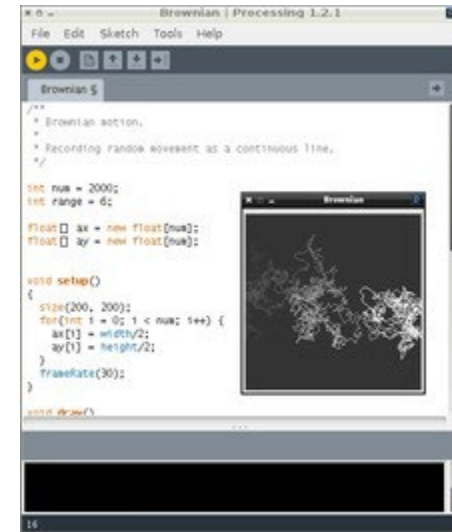 Brownian | Processing 1.2.1
File Edit Sketch Tools Help
Brownian §
/**
* Brownian motion.
*
* Recording random movement as a continuous line.
*/
int num = 2000;
int range = 6;
float[] ax = new float[num];
float[] ay = new float[num];
void setup()
{
size(200, 200);
for(int i = 0; i < num; i++) {
ax[i] = width/2;
ay[i] = height/2;
}
frameRate(30);
}
void draw()
Brownian
16